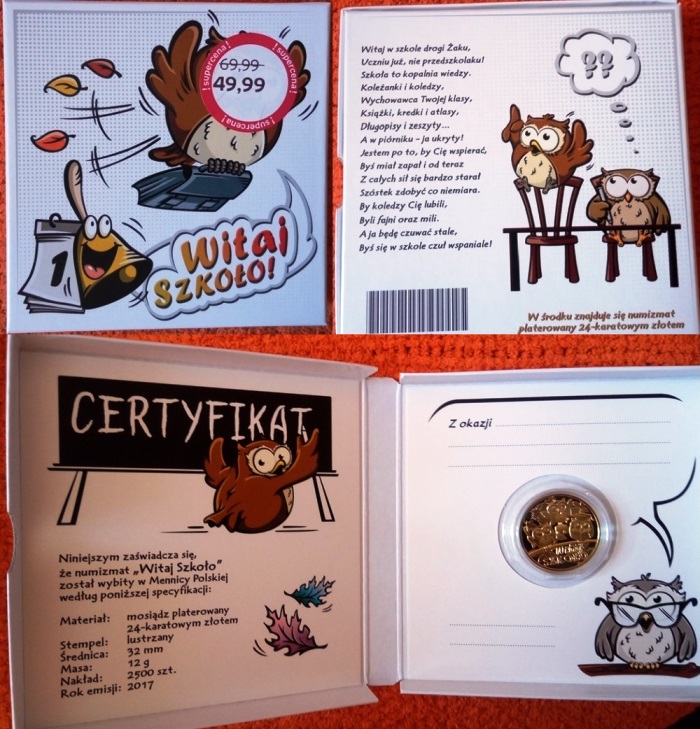 !supercena!
69,99
49,99
!supercena!
!supercena!
1
Witaj
SZKOŁO!
Witaj w szkole drogi Żaku,
Uczniu już, nie przedszkolaku!
Szkoła to kopalnia wiedzy.
Koleżanki i koledzy,
Wychowawca Twojej klasy,
Książki, kredki i atlasy,
Długopisy i zeszyty...
A w piórniku – ja ukryty!
Jestem po to, by Cię wspierać,
Byś miał zapał i od teraz
Z całych sił się bardzo starał
Szóstek zdobyć co niemiara.
By koledzy Cię lubili,
Byli fajni oraz mili.
A ja będę czuwać stale,
Byś się w szkole czuł wspaniale!
??
W środku znajduje się numizmat
platerowany 24-karatowym złotem
CERTYFIKAT
Niniejszym zaświadcza się,
że numizmat „Witaj Szkoło”
został wybity w Mennicy Polskiej
według poniższej specyfikacji:
Materiał: mosiądz platerowany
24-karatowym złotem
Stempel: lustrzany
Średnica: 32 mm
Masa: 12 g
Nakład: 2500 szt.
Rok emisji: 2017
Z okazji
WITAJ
SZKOŁO!